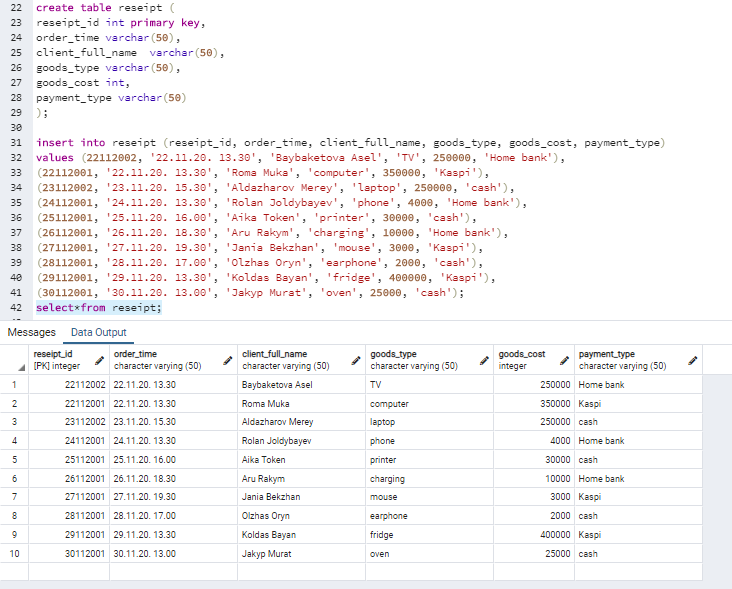 22 create table reseipt (
23 reseipt_id int primary key,
24 order_time varchar(50),
25 client_full_name  varchar(50),
26 goods_type varchar(50),
27 goods_cost int,
28 payment_type varchar(50)
29 );
30
31 insert into reseipt (reseipt_id, order_time, client_full_name, goods_type, goods_cost, payment_type)
32 values (22112002, '22.11.20. 13.30', 'Baybaketova Asel', 'TV', 250000, 'Home bank'),
33 (22112001, '22.11.20. 13.30', 'Roma Muka', 'computer', 350000, 'Kaspi'),
34 (23112002, '23.11.20. 15.30', 'Aldazharov Merey', 'laptop', 250000, 'cash'),
35 (24112001, '24.11.20. 13.30', 'Rolan Joldybayev', 'phone', 4000, 'Home bank'),
36 (25112001, '25.11.20. 16.00', 'Aika Token', 'printer', 30000, 'cash'),
37 (26112001, '26.11.20. 18.30', 'Aru Rakym', 'charging', 10000, 'Home bank'),
38 (27112001, '27.11.20. 19.30', 'Jania Bekzhan', 'mouse', 3000, 'Kaspi'),
39 (28112001, '28.11.20. 17.00', 'Olzhas Oryn', 'earphone', 2000, 'cash'),
40 (29112001, '29.11.20. 13.30', 'Koldas Bayan', 'fridge', 400000, 'Kaspi'),
41 (30112001, '30.11.20. 13.00', 'Jakyp Murat', 'oven', 25000, 'cash');
42 select*from reseipt;
Messages Data Output
reseipt_id order_time client_full_name goods_type goods_cost payment_type
[PK] integer character varying (50) character varying (50) character varying (50) integer character varying (50)
1 22112002 22.11.20. 13.30 Baybaketova Asel TV 250000 Home bank
2 22112001 22.11.20. 13.30 Roma Muka computer 350000 Kaspi
3 23112002 23.11.20. 15.30 Aldazharov Merey laptop 250000 cash
4 24112001 24.11.20. 13.30 Rolan Joldybayev phone 4000 Home bank
5 25112001 25.11.20. 16.00 Aika Token printer 30000 cash
6 26112001 26.11.20. 18.30 Aru Rakym charging 10000 Home bank
7 27112001 27.11.20. 19.30 Jania Bekzhan mouse 3000 Kaspi
8 28112001 28.11.20. 17.00 Olzhas Oryn earphone 2000 cash
9 29112001 29.11.20. 13.30 Koldas Bayan fridge 400000 Kaspi
10 30112001 30.11.20. 13.00 Jakyp Murat oven 25000 cash